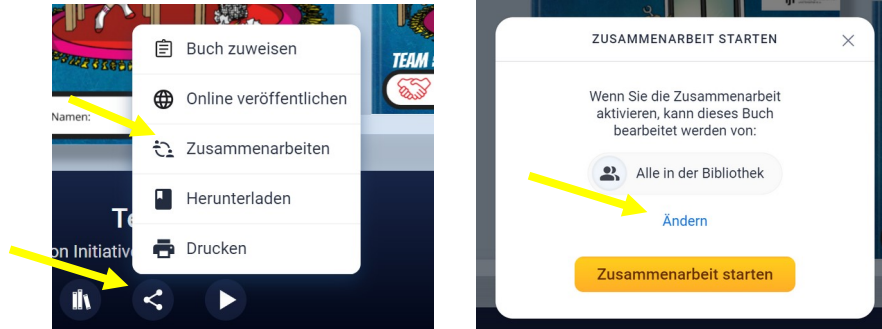 Buch zuweisen
TEAM
Online veröffentlichen
Namen:
Zusammenarbeiten
Herunterladen
on Initiativ
Drucken
ZUSAMMENARBEIT STARTEN
Wenn Sie die Zusammenarbeit
aktivieren, kann dieses Buch
bearbeitet werden von:
Alle in der Bibliothek
Ändern
Zusammenarbeit starten